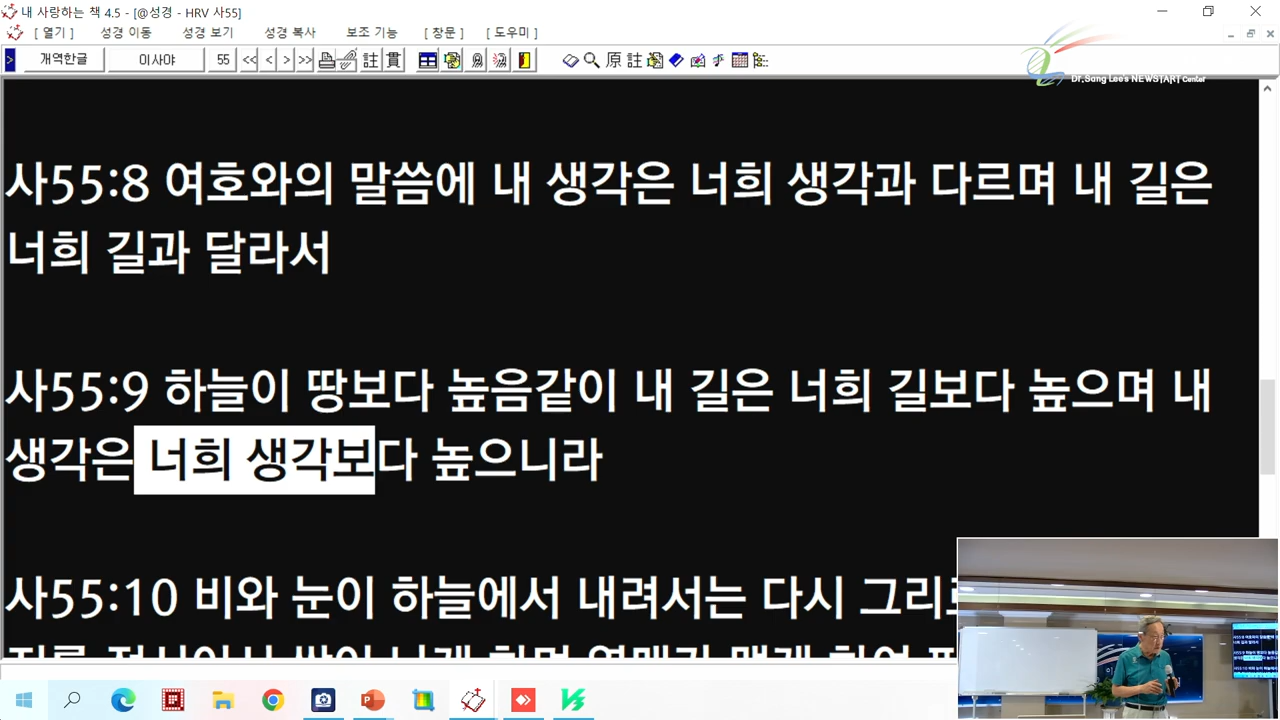 내 사랑하는 책 4.5 - [@성경 - HRV 사55]
[ 열기 ] 성경 이동 성경 보기 성경 복사 보조 기능 [ 창문 ] [ 도우미 ]
개역한글 이사야 55 << < > >> 註 貫 原 註
Dr.Sang Lee's NEWSTART Center
사55:8 여호와의 말씀에 내 생각은 너희 생각과 다르며 내 길은
너희 길과 달라서
사55:9 하늘이 땅보다 높음같이 내 길은 너희 길보다 높으며 내
생각은 너희 생각보다 높으니라
사55:10 비와 눈이 하늘에서 내려서는 다시 그리